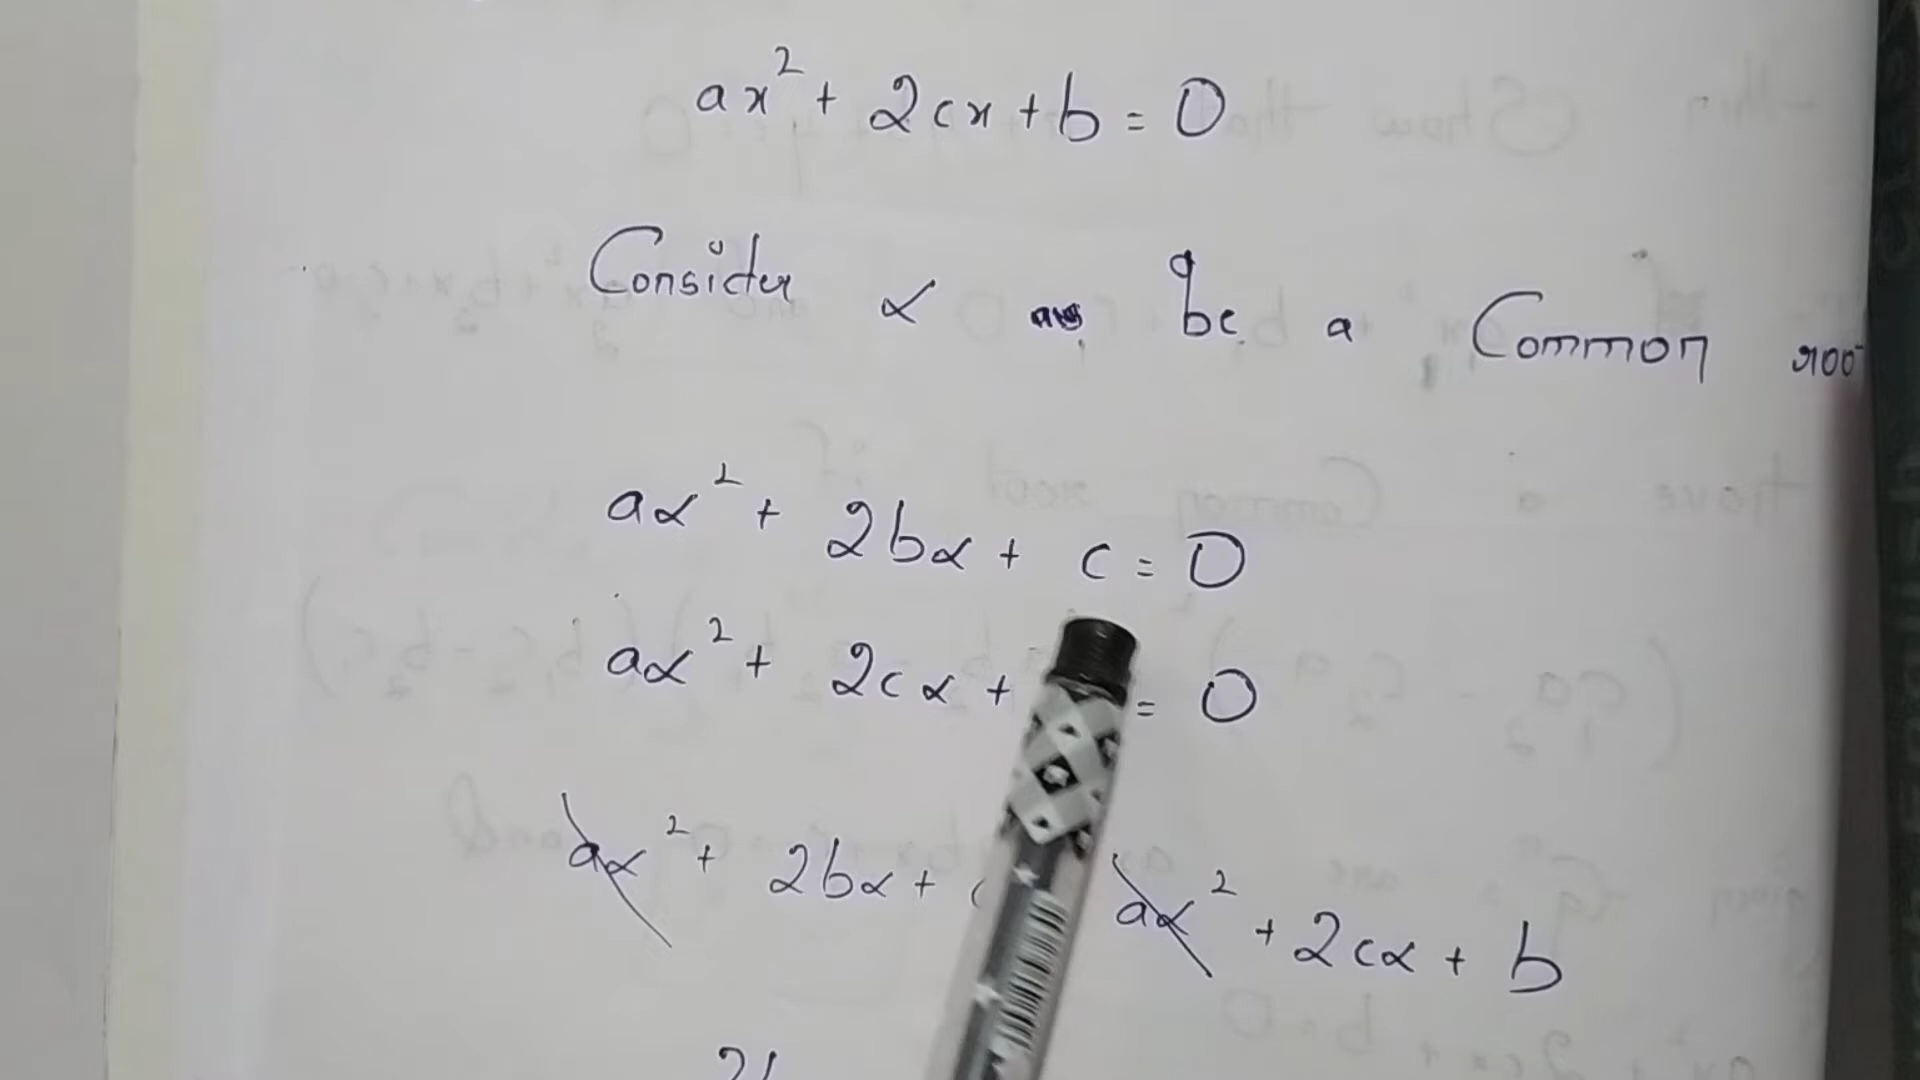 ax² + 2cx + b = 0
Consider α be a Common
aα² + 2bα + c = 0
aα² + 2cα + = 0
aα² + 2bα + aα² + 2cα + b